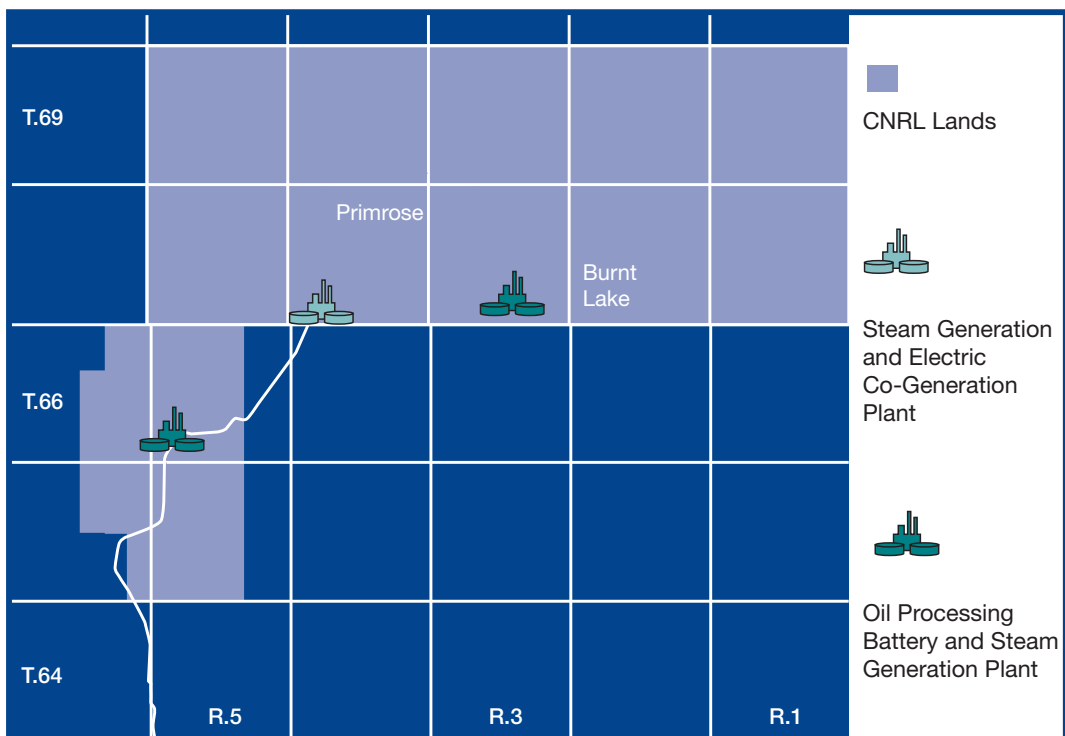 T.69
Primrose
Burnt
Lake
T.66
T.64
R.5
R.3
R.1
CNRL Lands
Steam Generation
and Electric
Co-Generation
Plant
Oil Processing
Battery and Steam
Generation Plant